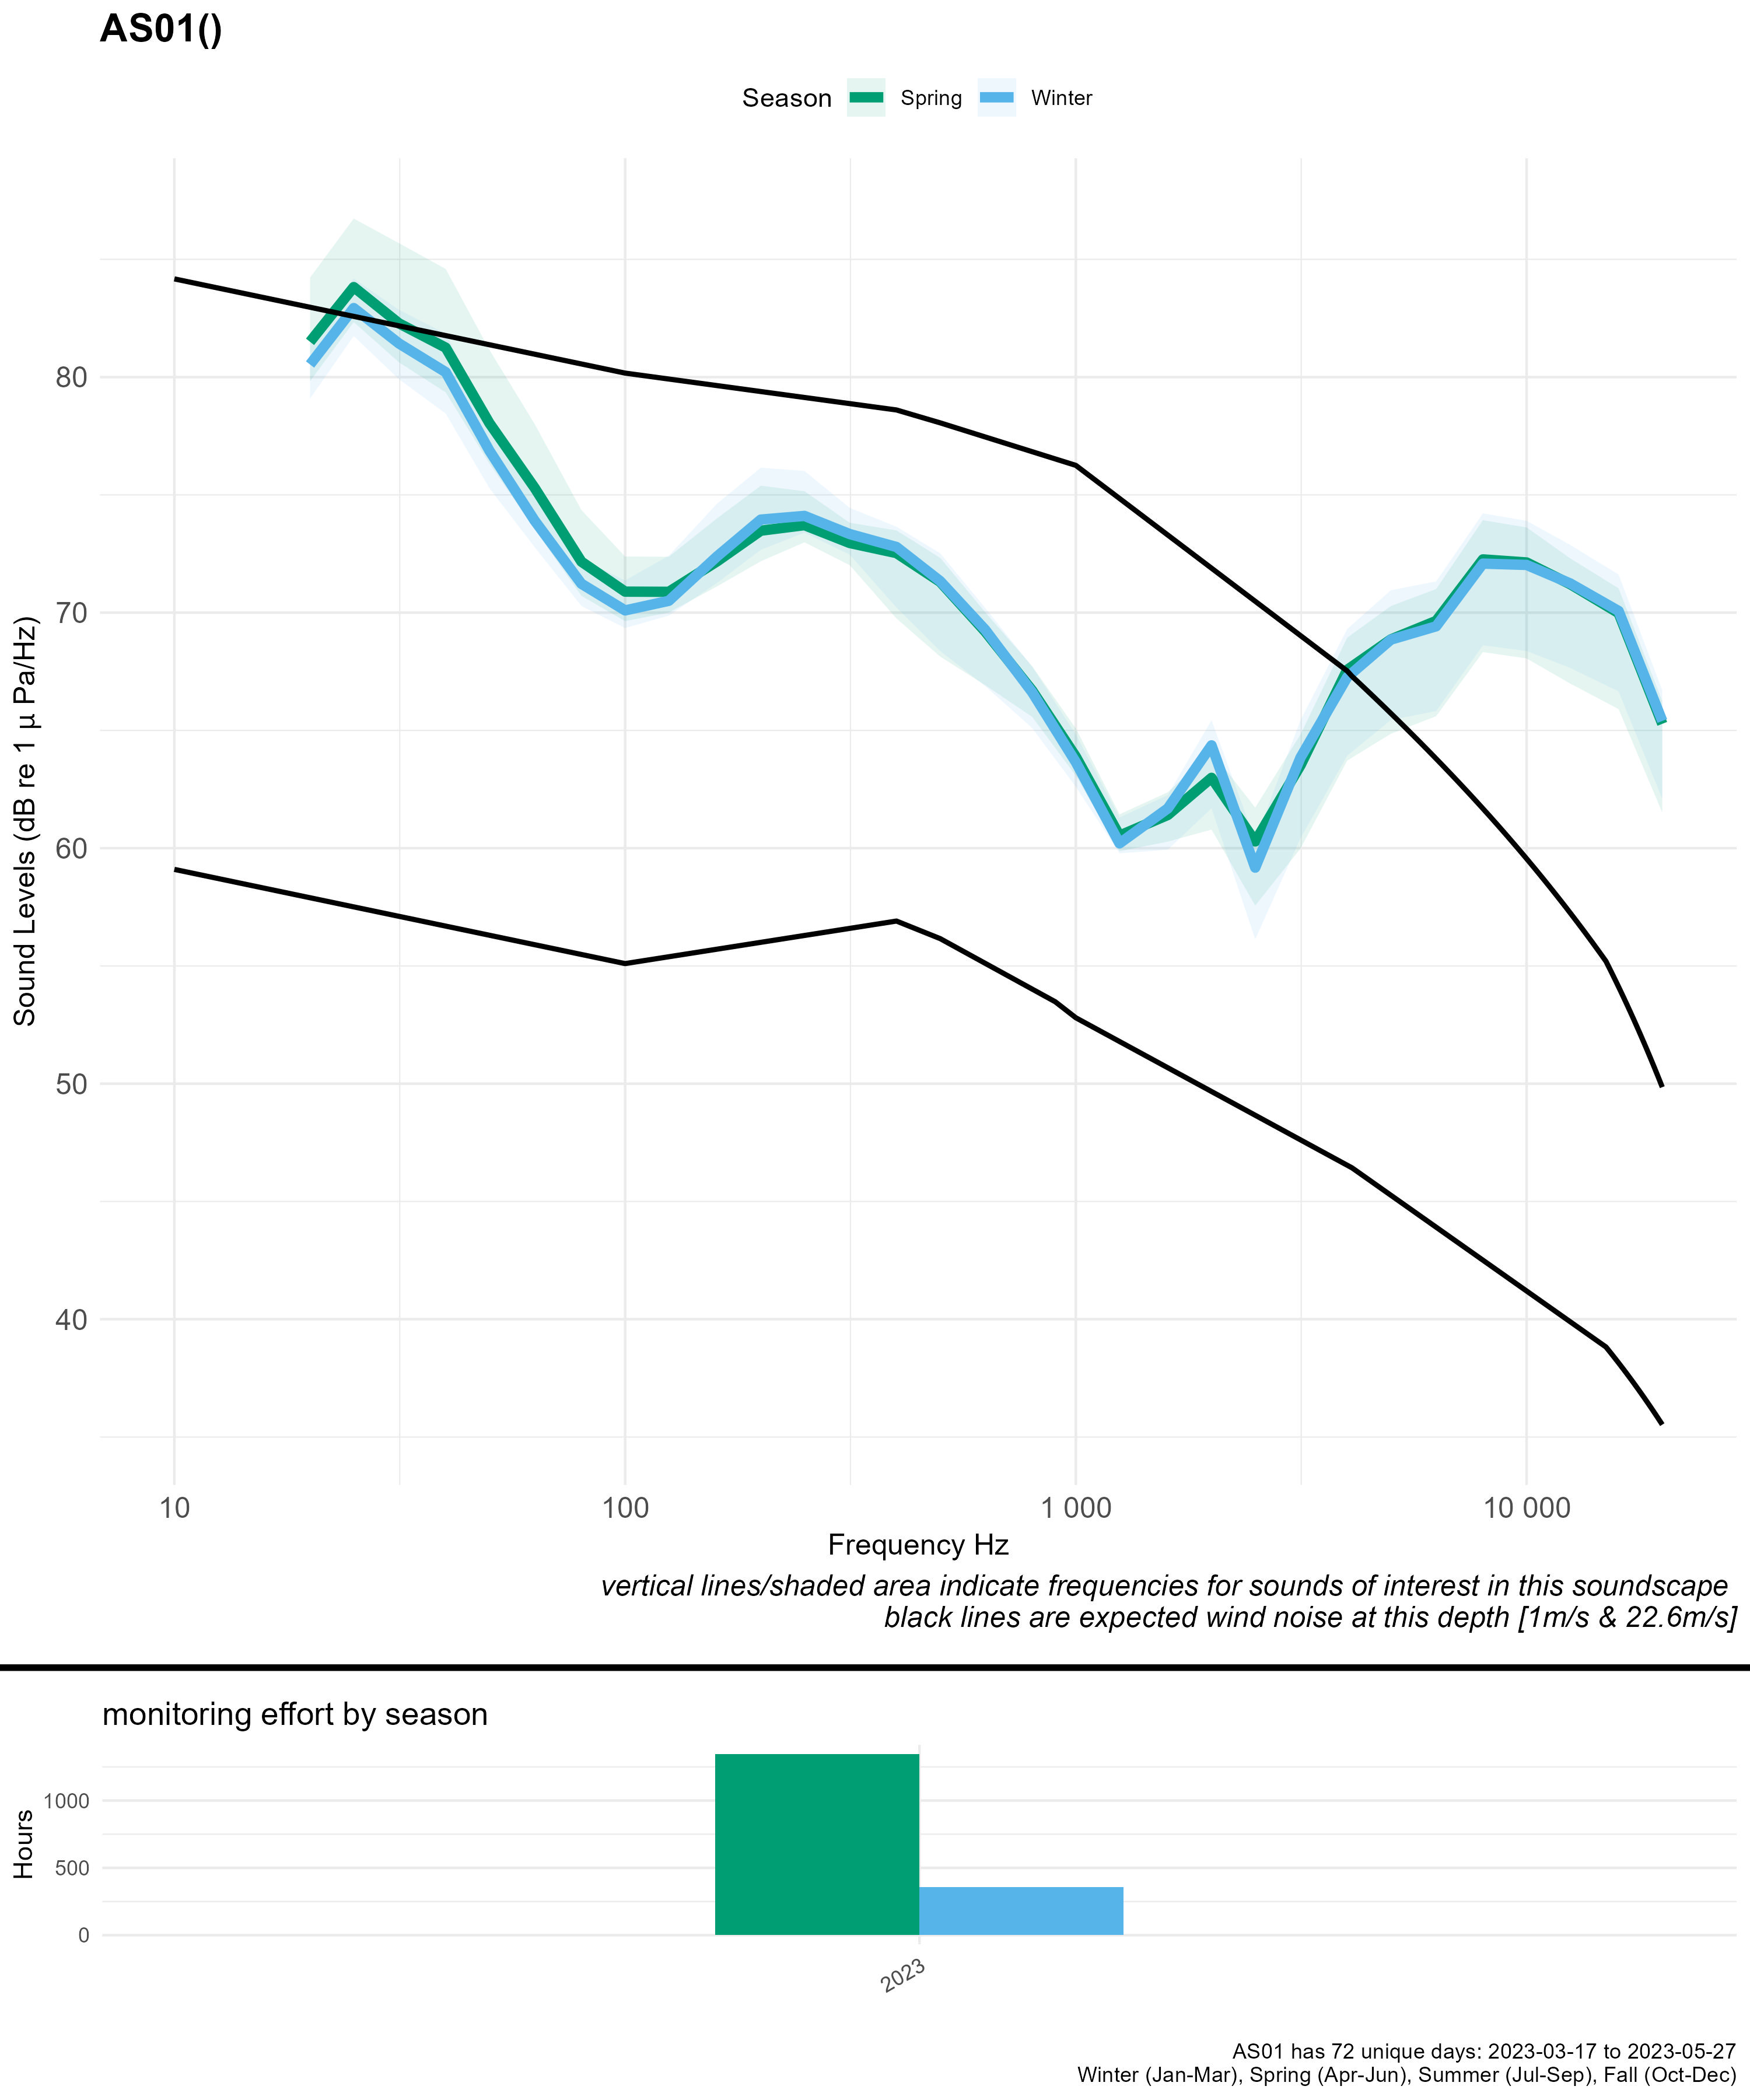 AS01()
Season Spring Winter
Sound Levels (dB re 1 µ Pa/Hz)
80
70
60
50
40
10 100 1 000 10 000
Frequency Hz
vertical lines/shaded area indicate frequencies for sounds of interest in this soundscape
black lines are expected wind noise at this depth [1m/s & 22.6m/s]
monitoring effort by season
Hours
1000
500
0
2023
AS01 has 72 unique days: 2023-03-17 to 2023-05-27
Winter (Jan-Mar), Spring (Apr-Jun), Summer (Jul-Sep), Fall (Oct-Dec)